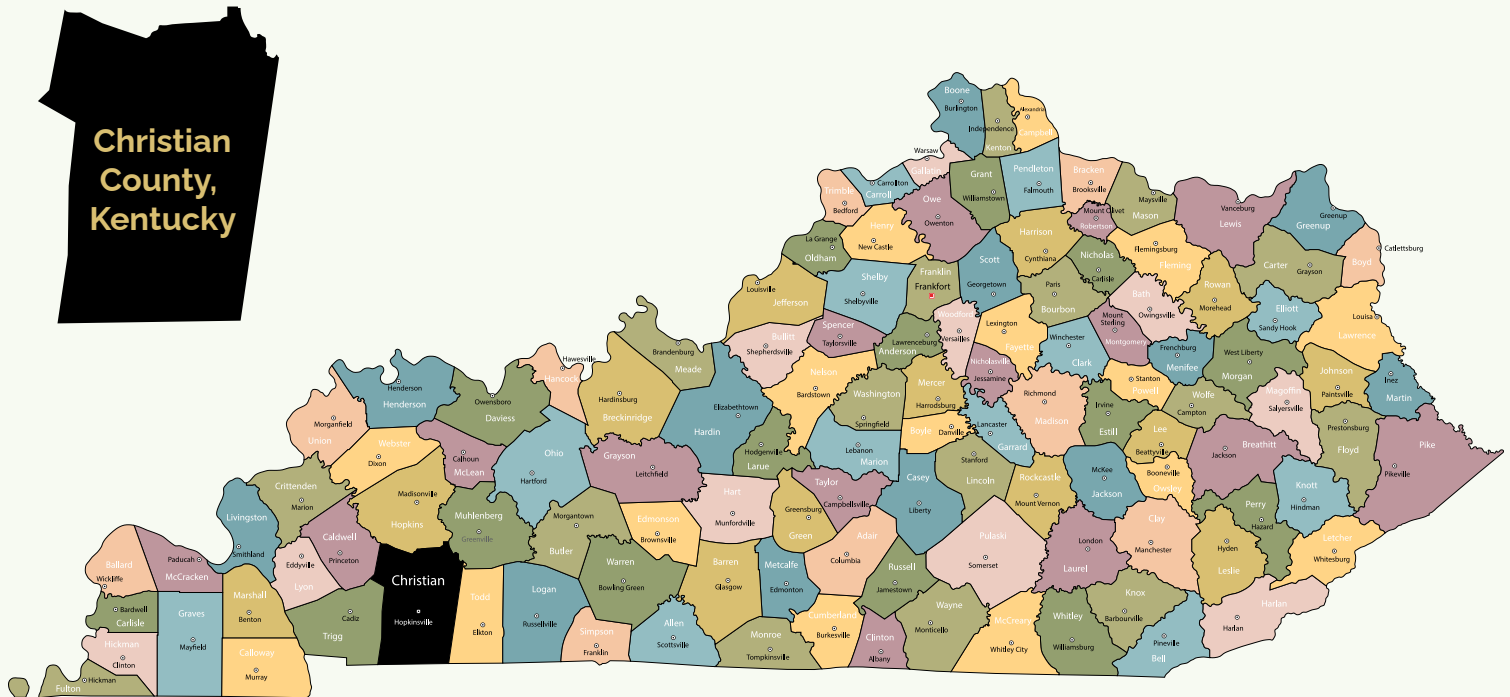 Christian
County,
Kentucky
Boone
Burlington
Independence
Kenton
Alexandria
Campbell
Warsaw
Gallatin
Grant
Williamstown
Pendleton
Falmouth
Bracken
Brooksville
Trimble
Bedford
Carrollton
Carroll
Owe
Owenton
Mount Olivet
Robertson
Maysville
Mason
Vanceburg
Lewis
Greenup
Greenup
Henry
New Castle
Harrison
Cynthiana
Flemingsburg
Fleming
Catlettsburg
Boyd
La Grange
Oldham
Shelby
Shelbyville
Franklin
Frankfort
Scott
Georgetown
Nicholas
Carlisle
Rowan
Morehead
Carter
Grayson
Louisville
Jefferson
Paris
Bourbon
Bath
Owingsville
Elliott
Sandy Hook
Louisa
Lawrence
Bullitt
Shepherdsville
Spencer
Taylorsville
Lawrenceburg
Anderson
Woodford
Versailles
Lexington
Fayette
Winchester
Clark
Mount
Sterling
Montgomery
Frenchburg
Menifee
West Liberty
Morgan
Johnson
Paintsville
Inez
Martin
Brandenburg
Meade
Hawesville
Hancock
Nelson
Bardstown
Washington
Springfield
Mercer
Harrodsburg
Nicholasville
Jessamine
Richmond
Madison
Stanton
Powell
Wolfe
Campton
Magoffin
Salyersville
Henderson
Henderson
Owensboro
Daviess
Hardinsburg
Breckinridge
Elizabethtown
Hardin
Hodgenville
Larue
Lebanon
Marion
Boyle
Danville
Lancaster
Garrard
Irvine
Estill
Lee
Beattyville
Breathitt
Jackson
Prestonsburg
Floyd
Pike
Pikeville
Morganfield
Union
Webster
Dixon
Calhoun
McLean
Ohio
Hartford
Grayson
Leitchfield
Hart
Munfordville
Greensburg
Green
Taylor
Campbellsville
Casey
Liberty
Stanford
Lincoln
Rockcastle
Mount Vernon
McKee
Jackson
Booneville
Owsley
Perry
Hazard
Knott
Hindman
Crittenden
Marion
Madisonville
Hopkins
Muhlenberg
Greenville
Morgantown
Butler
Edmonson
Brownsville
Adair
Columbia
Pulaski
Somerset
London
Laurel
Clay
Manchester
Hyden
Leslie
Letcher
Whitesburg
Livingston
Smithland
Caldwell
Princeton
Eddyville
Lyon
Warren
Bowling Green
Barren
Glasgow
Metcalfe
Edmonton
Russell
Jamestown
Ballard
Wickliffe
Paducah
McCracken
Marshall
Benton
Christian
Hopkinsville
Todd
Elkton
Logan
Russellville
Simpson
Franklin
Allen
Scottsville
Monroe
Tompkinsville
Cumberland
Burkesville
Clinton
Albany
Wayne
Monticello
McCreary
Whitley City
Whitley
Williamsburg
Knox
Barbourville
Pineville
Bell
Harlan
Harlan
Bardwell
Carlisle
Graves
Mayfield
Cadiz
Trigg
Hickman
Clinton
Calloway
Murray
Hickman
Fulton